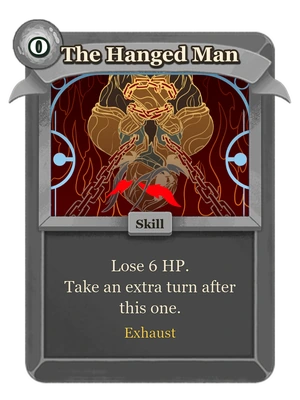 0
The Hanged Man
Skill
Lose 6 HP.
Take an extra turn after
this one.
Exhaust